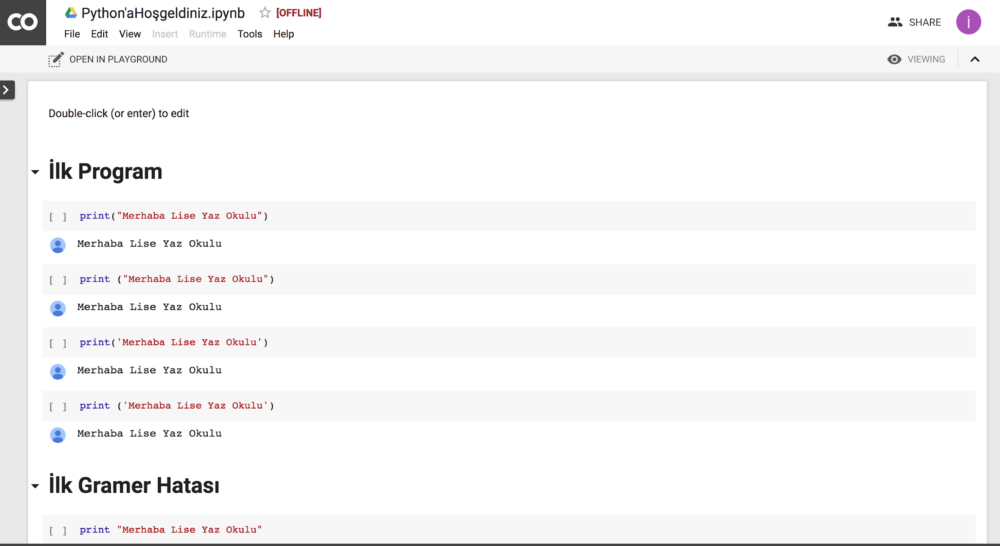 CO
Python'aHoşgeldiniz.ipynb [OFFLINE]
File Edit View Insert Runtime Tools Help
SHARE
i
OPEN IN PLAYGROUND
VIEWING
Double-click (or enter) to edit
İlk Program
[ ] print("Merhaba Lise Yaz Okulu")
Merhaba Lise Yaz Okulu
[ ] print ("Merhaba Lise Yaz Okulu")
Merhaba Lise Yaz Okulu
[ ] print('Merhaba Lise Yaz Okulu')
Merhaba Lise Yaz Okulu
[ ] print ('Merhaba Lise Yaz Okulu')
Merhaba Lise Yaz Okulu
İlk Gramer Hatası
[ ] print "Merhaba Lise Yaz Okulu"